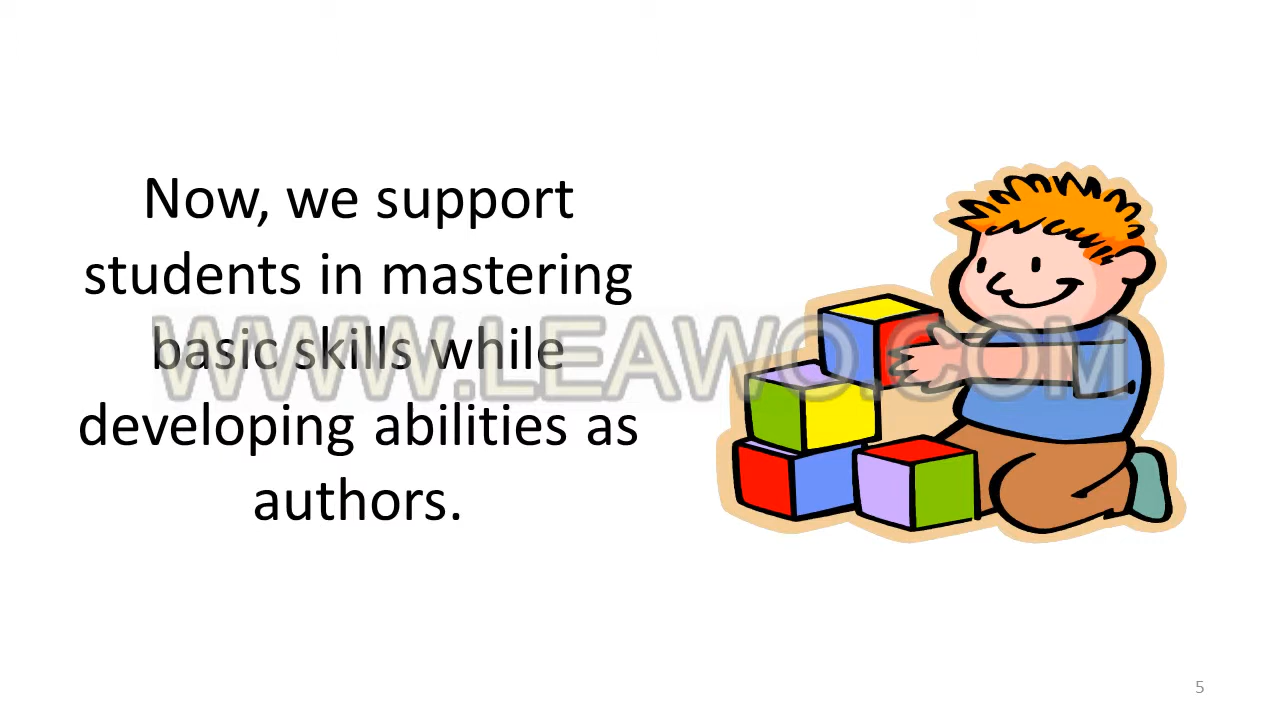 Now, we support
students in mastering
basic skills while
developing abilities as
authors.
WWW.LEAWO.COM
5